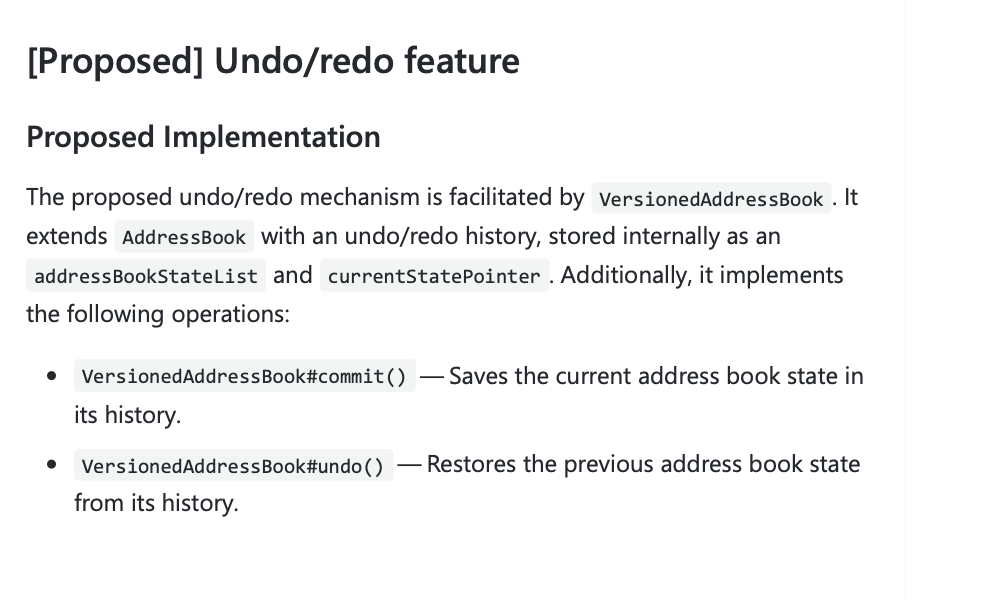 [Proposed] Undo/redo feature
Proposed Implementation
The proposed undo/redo mechanism is facilitated by VersionedAddressBook. It
extends AddressBook with an undo/redo history, stored internally as an
addressBookStateList and currentStatePointer. Additionally, it implements
the following operations:
• VersionedAddressBook#commit() — Saves the current address book state in
its history.
• VersionedAddressBook#undo() — Restores the previous address book state
from its history.